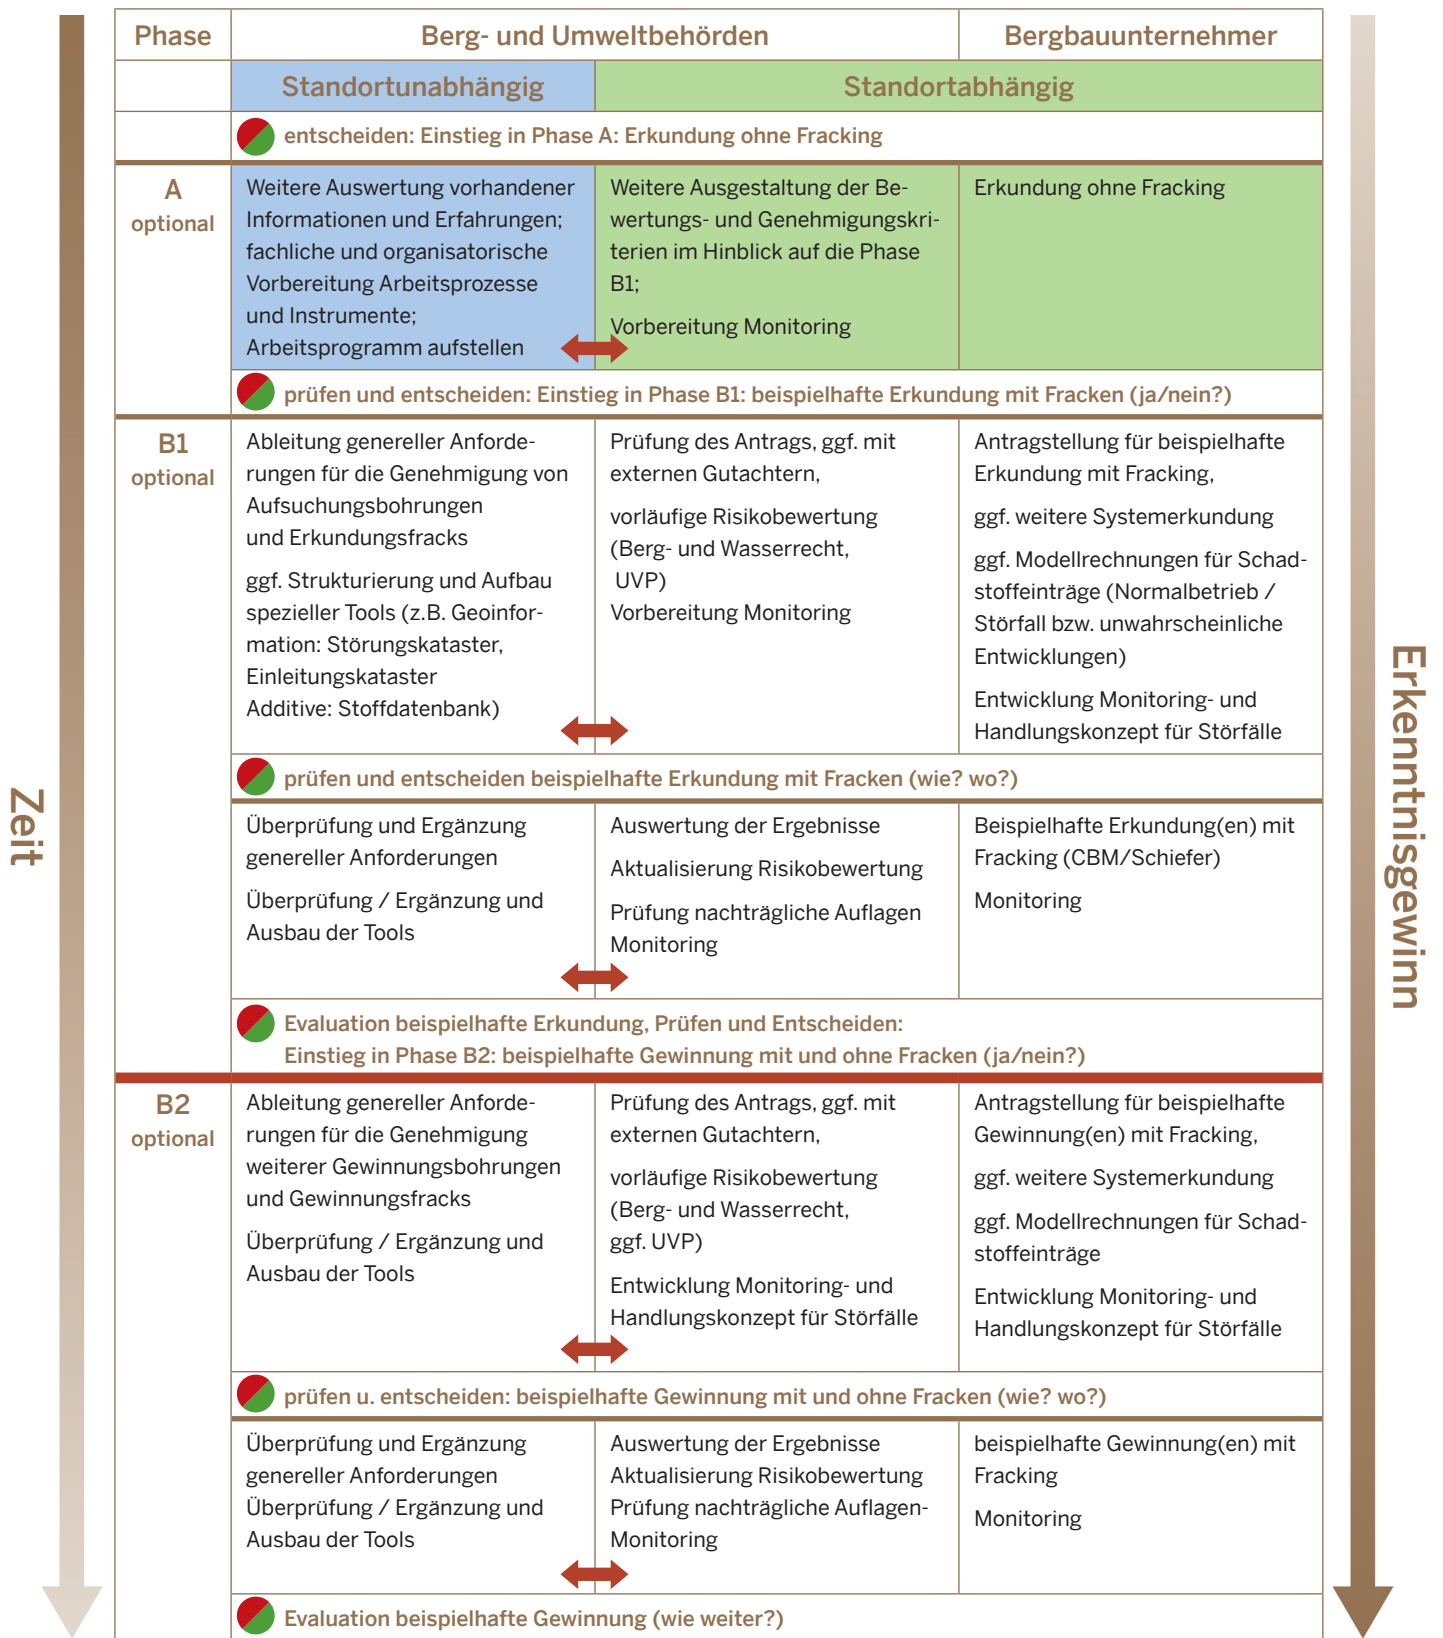 Phase
Berg- und Umweltbehörden
Bergbauunternehmer
Standortunabhängig
Standortabhängig
entscheiden: Einstieg in Phase A: Erkundung ohne Fracking
A
optional
Weitere Auswertung vorhandener
Informationen und Erfahrungen;
fachliche und organisatorische
Vorbereitung Arbeitsprozesse
und Instrumente;
Arbeitsprogramm aufstellen
Weitere Ausgestaltung der Be-
wertungs- und Genehmigungskri-
terien im Hinblick auf die Phase
B1;
Vorbereitung Monitoring
Erkundung ohne Fracking
prüfen und entscheiden: Einstieg in Phase B1: beispielhafte Erkundung mit Fracken (ja/nein?)
B1
optional
Ableitung genereller Anforde-
rungen für die Genehmigung von
Aufsuchungsbohrungen
und Erkundungsfracks
ggf. Strukturierung und Aufbau
spezieller Tools (z.B. Geoinfor-
mation: Störungskataster,
Einleitungskataster
Additive: Stoffdatenbank)
Prüfung des Antrags, ggf. mit
externen Gutachtern,
vorläufige Risikobewertung
(Berg- und Wasserrecht,
UVP)
Vorbereitung Monitoring
Antragstellung für beispielhafte
Erkundung mit Fracking,
ggf. weitere Systemerkundung
ggf. Modellrechnungen für Schad-
stoffeinträge (Normalbetrieb /
Störfall bzw. unwahrscheinliche
Entwicklungen)
Entwicklung Monitoring- und
Handlungskonzept für Störfälle
prüfen und entscheiden beispielhafte Erkundung mit Fracken (wie? wo?)
Überprüfung und Ergänzung
genereller Anforderungen
Überprüfung / Ergänzung und
Ausbau der Tools
Auswertung der Ergebnisse
Aktualisierung Risikobewertung
Prüfung nachträgliche Auflagen
Monitoring
Beispielhafte Erkundung(en) mit
Fracking (CBM/Schiefer)
Monitoring
Evaluation beispielhafte Erkundung, Prüfen und Entscheiden:
Einstieg in Phase B2: beispielhafte Gewinnung mit und ohne Fracken (ja/nein?)
B2
optional
Ableitung genereller Anforde-
rungen für die Genehmigung
weiterer Gewinnungsbohrungen
und Gewinnungsfracks
Überprüfung / Ergänzung und
Ausbau der Tools
Prüfung des Antrags, ggf. mit
externen Gutachtern,
vorläufige Risikobewertung
(Berg- und Wasserrecht,
ggf. UVP)
Entwicklung Monitoring- und
Handlungskonzept für Störfälle
Antragstellung für beispielhafte
Gewinnung(en) mit Fracking,
ggf. weitere Systemerkundung
ggf. Modellrechnungen für Schad-
stoffeinträge
Entwicklung Monitoring- und
Handlungskonzept für Störfälle
prüfen u. entscheiden: beispielhafte Gewinnung mit und ohne Fracken (wie? wo?)
Überprüfung und Ergänzung
genereller Anforderungen
Überprüfung / Ergänzung und
Ausbau der Tools
Auswertung der Ergebnisse
Aktualisierung Risikobewertung
Prüfung nachträgliche Auflagen-
Monitoring
beispielhafte Gewinnung(en) mit
Fracking
Monitoring
Evaluation beispielhafte Gewinnung (wie weiter?)
Zeit
Erkenntnisgewinn